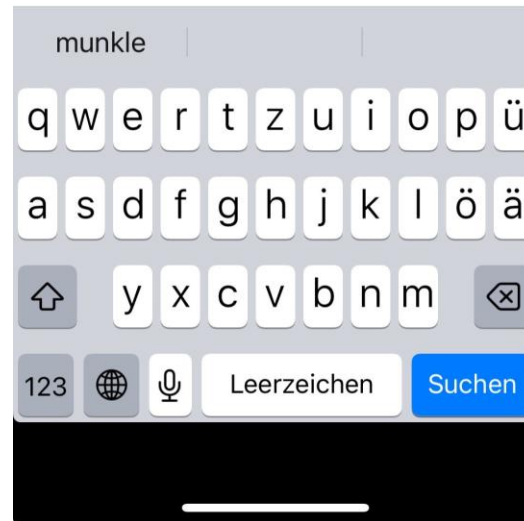 munkle
q w e r t z u i o p ü
a s d f g h j k l ö ä
y x c v b n m
123 Leerzeichen Suchen